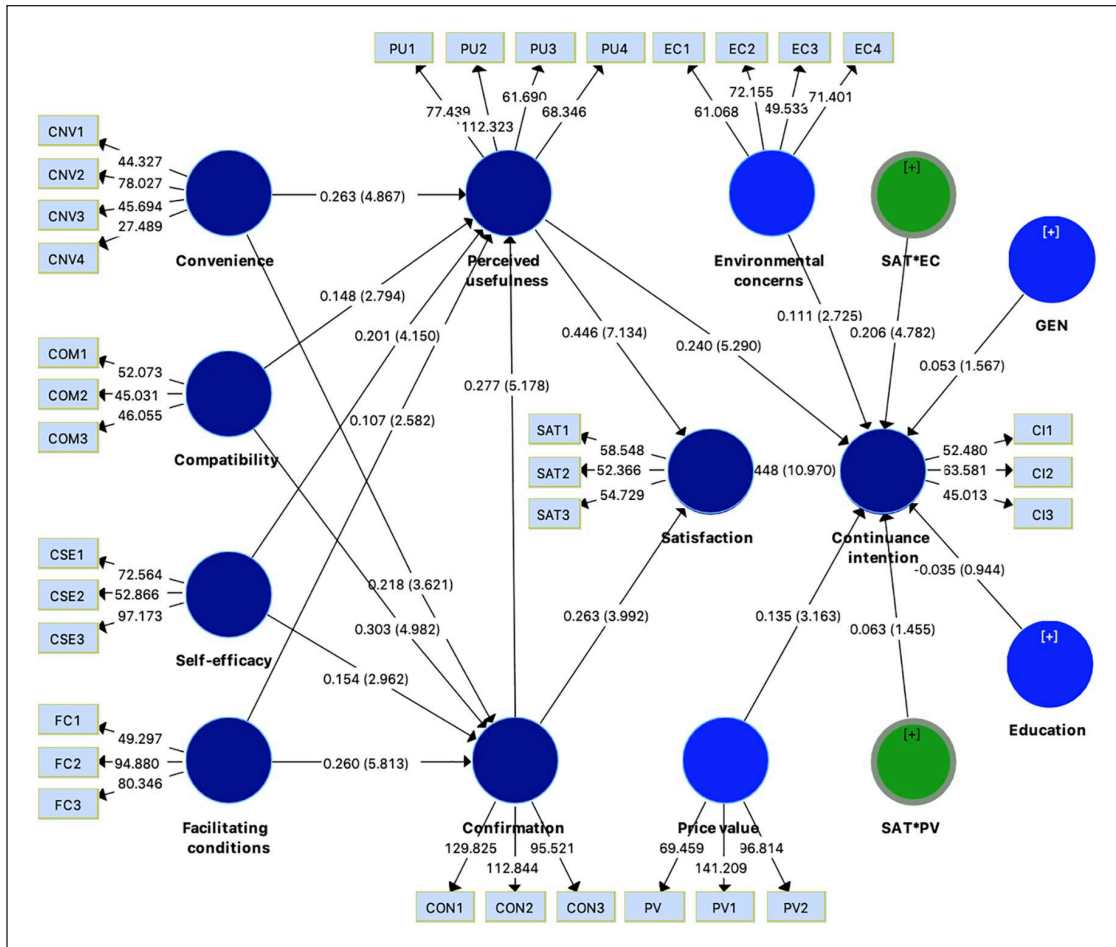 PU1 PU2 PU3 PU4 EC1 EC2 EC3 EC4
77.439 112.323 61.690 68.346 61.068 72.155 49.533 71.401
CNV1
CNV2
CNV3
CNV4
44.327
78.027
45.694
27.489
Convenience
0.263 (4.867)
Perceived
usefulness
Environmental
concerns
[+]
SAT*EC
[+]
GEN
0.148 (2.794)
0.201 (4.150)
0.107 (2.582)
0.277 (5.178)
0.446 (7.134)
0.240 (5.290)
0.111 (2.725)
0.206 (4.782)
0.053 (1.567)
COM1
COM2
COM3
52.073
45.031
46.055
Compatibility
SAT1
SAT2
SAT3
58.548
52.366
54.729
Satisfaction
448 (10.970)
Continuance
intention
52.480
63.581
45.013
CI1
CI2
CI3
CSE1
CSE2
CSE3
72.564
52.866
97.173
Self-efficacy
0.218 (3.621)
0.303 (4.982)
0.154 (2.962)
0.263 (3.992)
0.135 (3.163)
0.063 (1.455)
-0.035 (0.944)
[+]
Education
FC1
FC2
FC3
49.297
94.880
80.346
Facilitating
conditions
0.260 (5.813)
Confirmation
Price value
[+]
SAT*PV
129.825 112.844 95.521
69.459 141.209 96.814
CON1 CON2 CON3 PV PV1 PV2